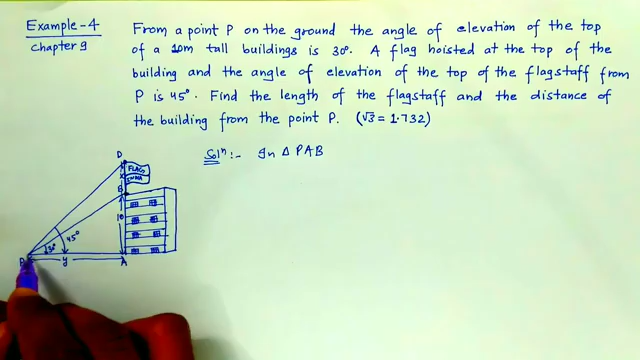 Example-4
Chapter 9
From a point P on the ground the angle of elevation of the top
of a 10m tall buildings is 30°. A flag hoisted at the top of the
building and the angle of elevation of the top of the flagstaff from
P is 45°. Find the length of the flagstaff and the distance of
the building from the point P. (√3 = 1.732)
Solⁿ:- In Δ PAB
D
FLAG
x
B
10
45°
30°
P
y
A